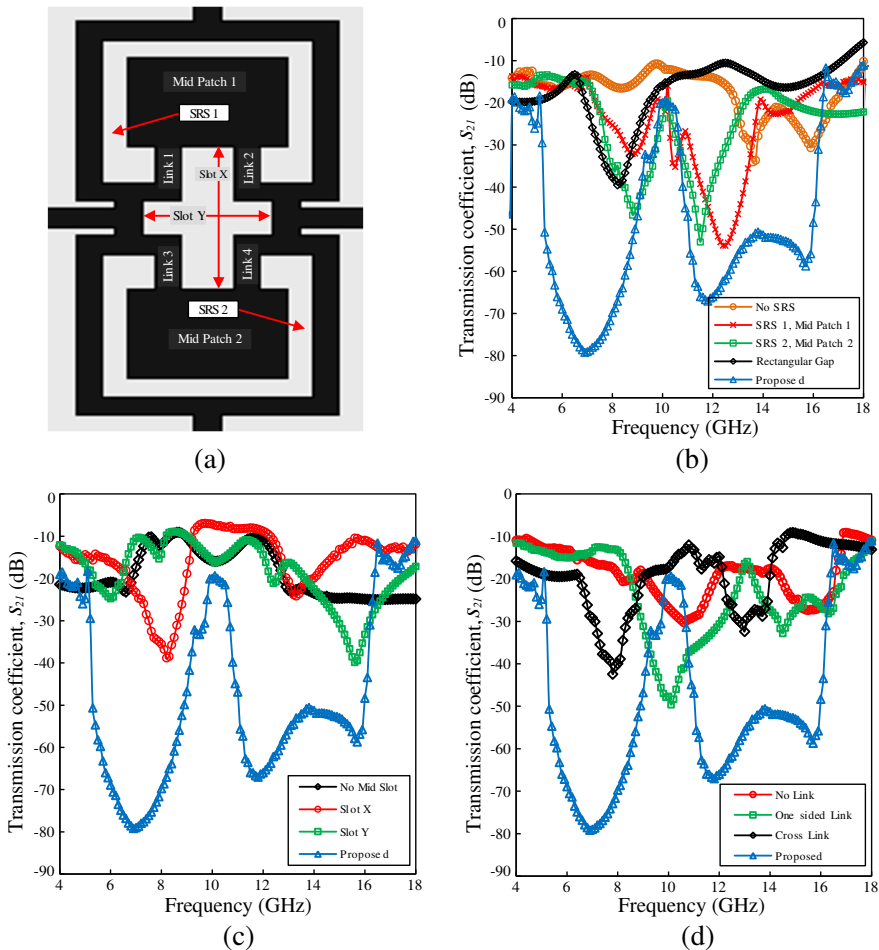 Mid Patch 1
SRS 1
Link 1
Link 2
Slot X
Slot Y
Link 3
Link 4
SRS 2
Mid Patch 2
(a)
0
-10
-20
-30
-40
-50
-60
-70
-80
-90
Transmission coefficient, S21 (dB)
4 6 8 10 12 14 16 18
Frequency (GHz)
No SRS
SRS 1, Mid Patch 1
SRS 2, Mid Patch 2
Rectangular Gap
Propose d
(b)
0
-10
-20
-30
-40
-50
-60
-70
-80
-90
Transmission coefficient, S21 (dB)
4 6 8 10 12 14 16 18
Frequency (GHz)
No Mid Slot
Slot X
Slot Y
Propose d
(c)
0
-10
-20
-30
-40
-50
-60
-70
-80
-90
Transmission coefficient, S21 (dB)
4 6 8 10 12 14 16 18
Frequency (GHz)
No Link
One sided Link
Cross Link
Proposed
(d)